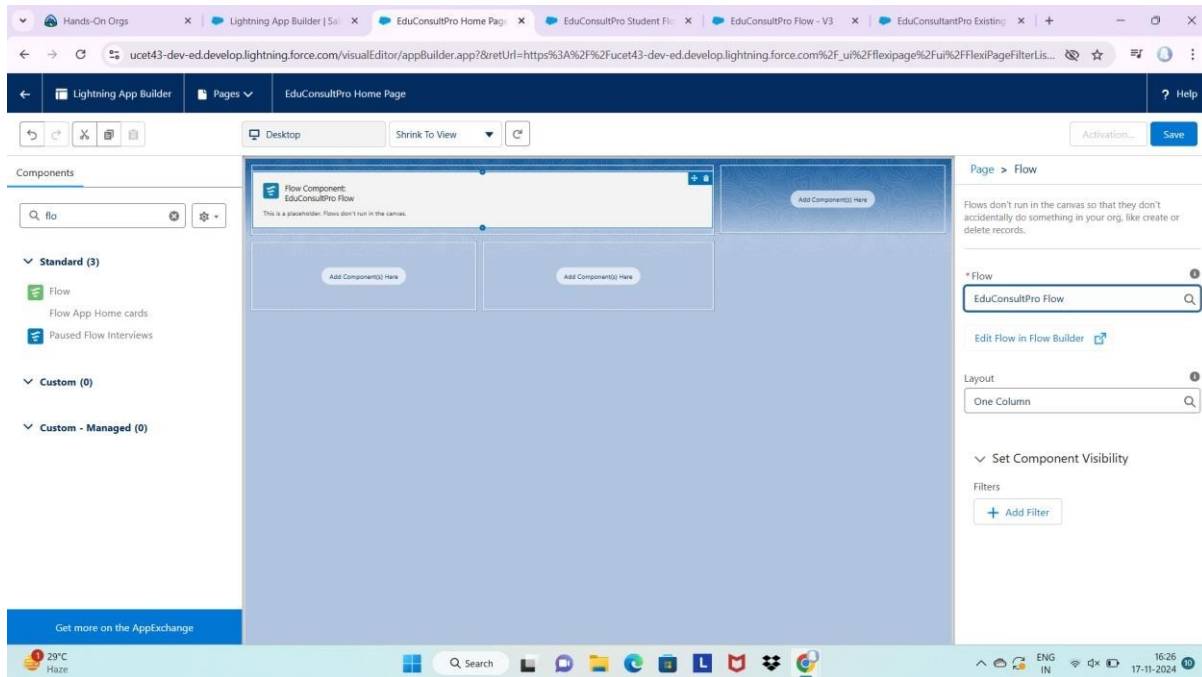 Hands-On Orgs
Lightning App Builder | Sal
EduConsultPro Home Page
EduConsultPro Student Flo
EduConsultPro Flow - V3
EduConsultantPro Existing
ucet43-dev-ed.develop.lightning.force.com/visualEditor/appBuilder.app?&retUrl=https%3A%2F%2Fucet43-dev-ed.develop.lightning.force.com%2F_ui%2Fflexipage%2Fui%2FFlexiPageFilterLis...
Lightning App Builder
Pages
EduConsultPro Home Page
? Help
Desktop
Shrink To View
Activation...
Save
Components
flo
Standard (3)
Flow
Flow App Home cards
Paused Flow Interviews
Custom (0)
Custom - Managed (0)
Get more on the AppExchange
Flow Component:
EduConsultPro Flow
This is a placeholder. Flows don't run in the canvas.
Add Component(s) Here
Add Component(s) Here
Add Component(s) Here
Page > Flow
Flows don't run in the canvas so that they don't
accidentally do something in your org, like create or
delete records.
* Flow
EduConsultPro Flow
Edit Flow in Flow Builder
Layout
One Column
Set Component Visibility
Filters
+ Add Filter
1
29°C
Haze
Search
L
ENG
IN
16:26
17-11-2024
10